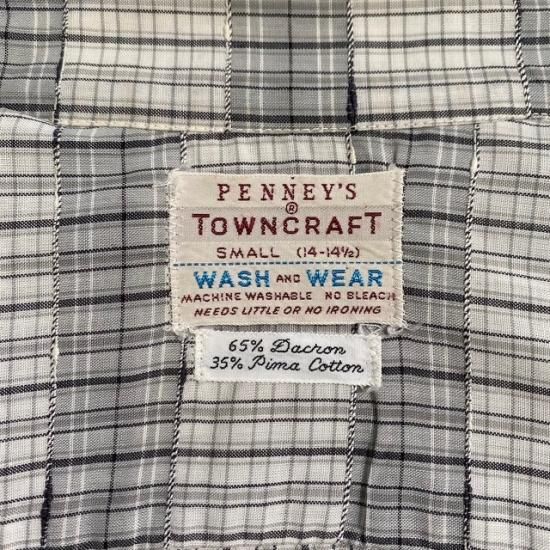 PENNEY'S
®
TOWNCRAFT
SMALL (14-14½)
WASH AND WEAR
MACHINE WASHABLE NO BLEACH
NEEDS LITTLE OR NO IRONING
65% Dacron
35% Pima Cotton